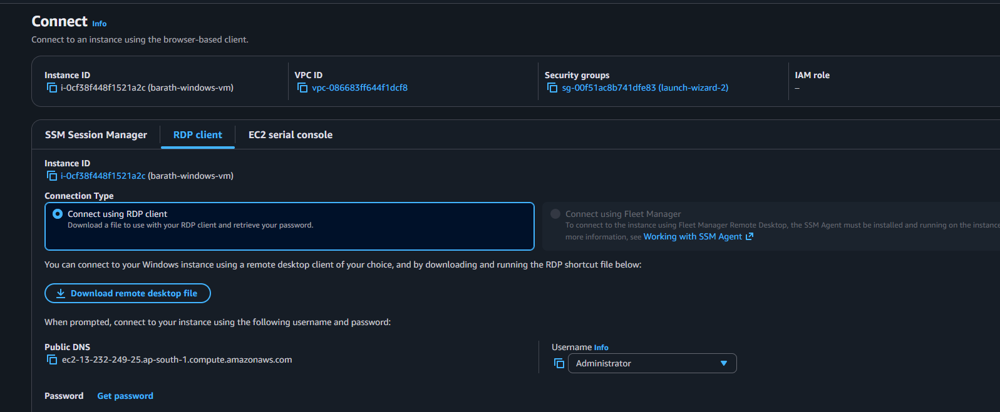 Connect Info
Connect to an instance using the browser-based client.
Instance ID
i-0cf38f448f1521a2c (barath-windows-vm)
VPC ID
vpc-086683ff644f1dcf8
Security groups
sg-00f51ac8b741dfe83 (launch-wizard-2)
IAM role
–
SSM Session Manager
RDP client
EC2 serial console
Instance ID
i-0cf38f448f1521a2c (barath-windows-vm)
Connection Type
Connect using RDP client
Download a file to use with your RDP client and retrieve your password.
Connect using Fleet Manager
To connect to the instance using Fleet Manager Remote Desktop, the SSM Agent must be installed and running on the instance
more information, see Working with SSM Agent
You can connect to your Windows instance using a remote desktop client of your choice, and by downloading and running the RDP shortcut file below:
Download remote desktop file
When prompted, connect to your instance using the following username and password:
Public DNS
ec2-13-232-249-25.ap-south-1.compute.amazonaws.com
Username Info
Administrator
Password Get password